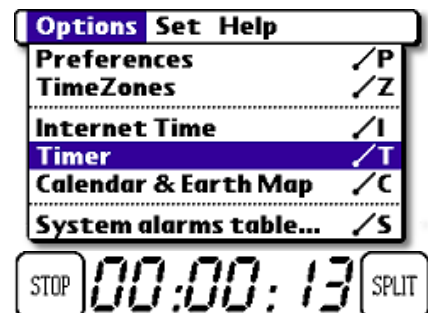 Options Set Help
Preferences /P
TimeZones /Z
Internet Time /I
Timer /T
Calendar & Earth Map /C
System alarms table... /S
STOP 00:00:13 SPLIT